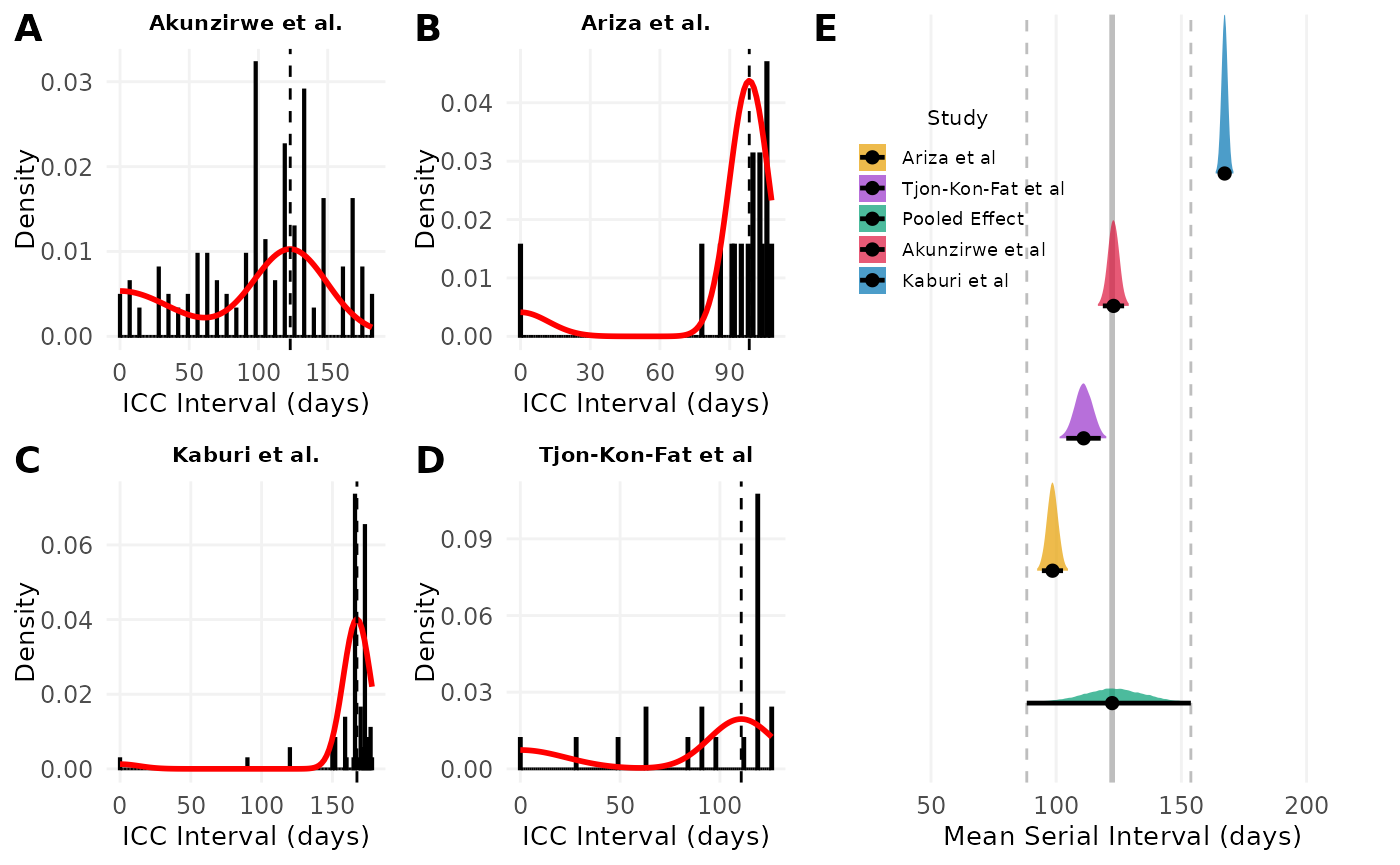 A
Akunzirwe et al.
Density
0.03
0.02
0.01
0.00
0 50 100 150
ICC Interval (days)
B
Ariza et al.
Density
0.04
0.03
0.02
0.01
0.00
0 30 60 90
ICC Interval (days)
C
Kaburi et al.
Density
0.06
0.04
0.02
0.00
0 50 100 150
ICC Interval (days)
D
Tjon-Kon-Fat et al
Density
0.09
0.06
0.03
0.00
0 50 100
ICC Interval (days)
E
Study
Ariza et al
Tjon-Kon-Fat et al
Pooled Effect
Akunzirwe et al
Kaburi et al
50 100 150 200
Mean Serial Interval (days)